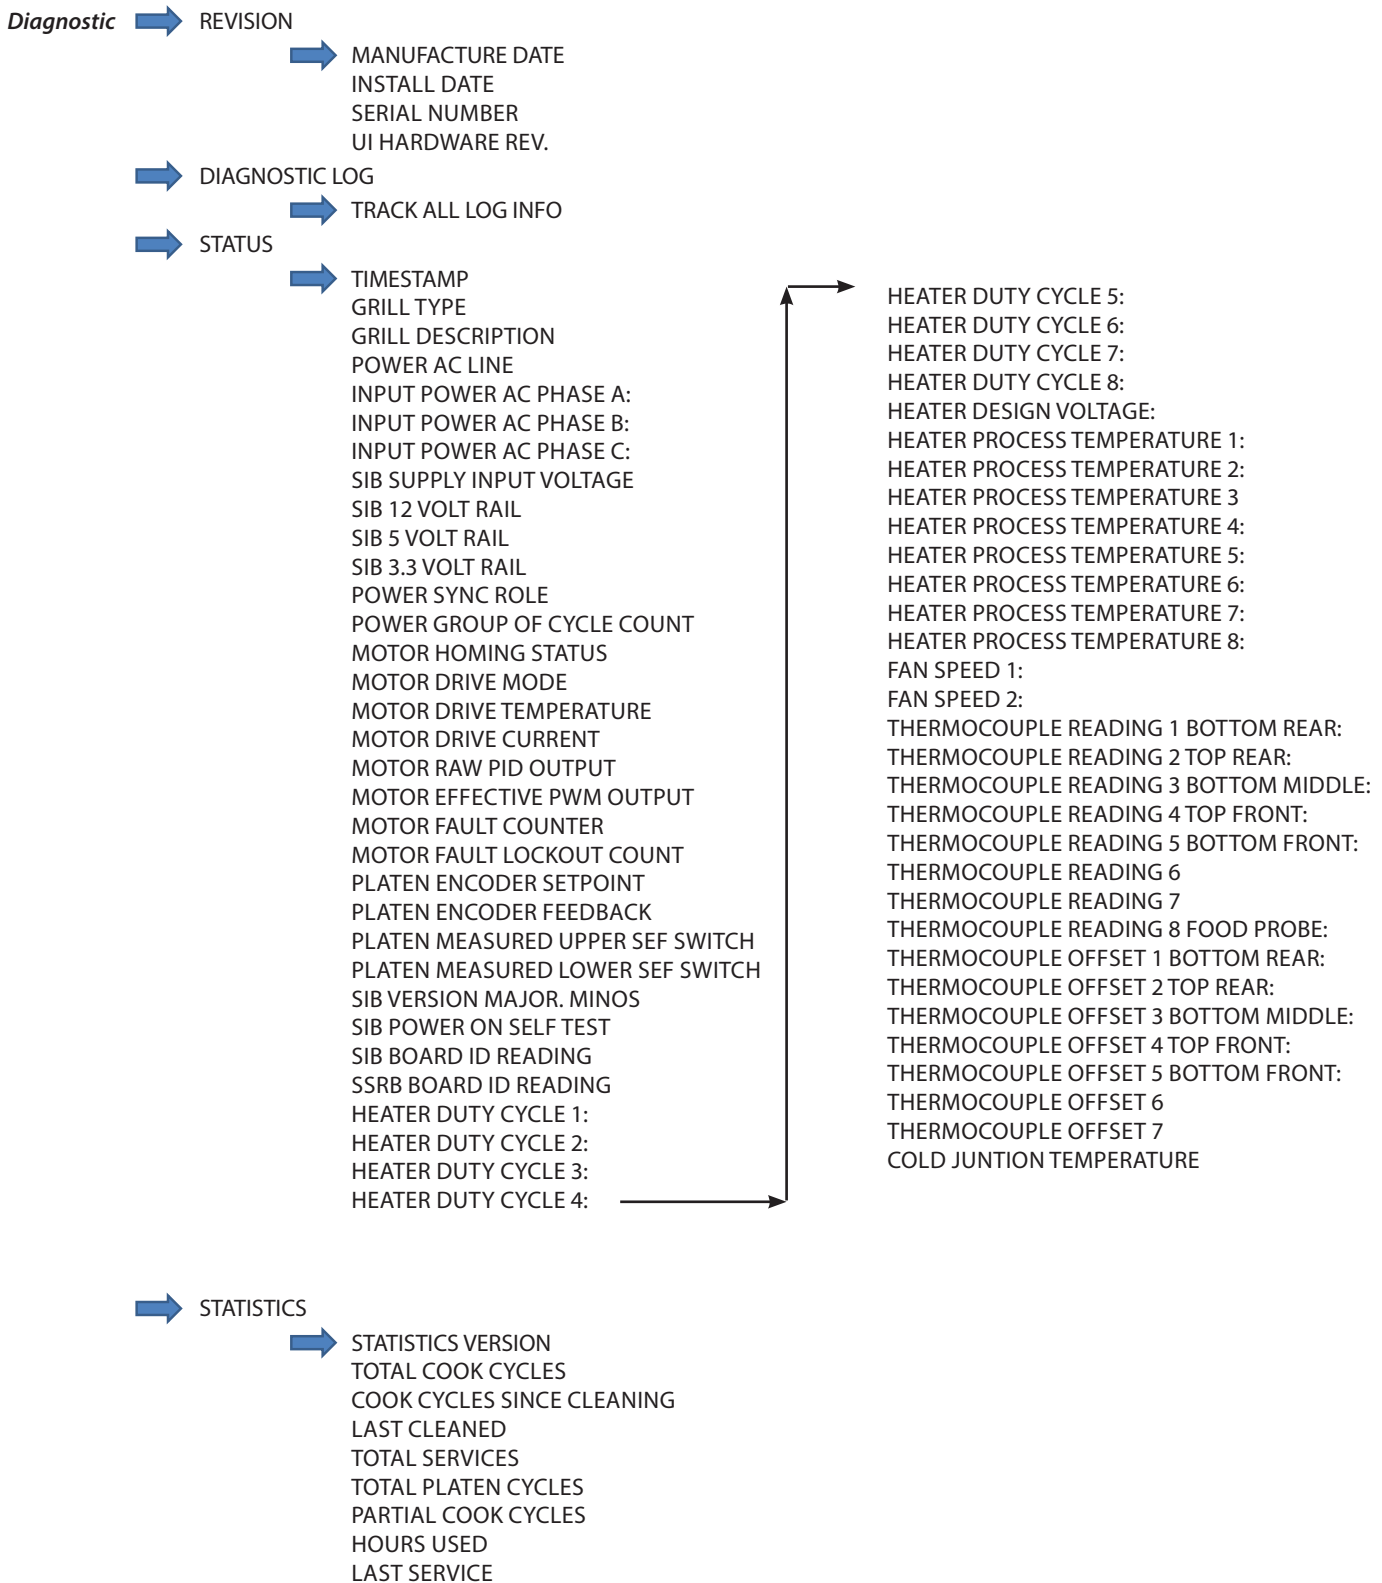 Diagnostic REVISION
MANUFACTURE DATE
INSTALL DATE
SERIAL NUMBER
UI HARDWARE REV.
DIAGNOSTIC LOG
TRACK ALL LOG INFO
STATUS
TIMESTAMP
GRILL TYPE
GRILL DESCRIPTION
POWER AC LINE
INPUT POWER AC PHASE A:
INPUT POWER AC PHASE B:
INPUT POWER AC PHASE C:
SIB SUPPLY INPUT VOLTAGE
SIB 12 VOLT RAIL
SIB 5 VOLT RAIL
SIB 3.3 VOLT RAIL
POWER SYNC ROLE
POWER GROUP OF CYCLE COUNT
MOTOR HOMING STATUS
MOTOR DRIVE MODE
MOTOR DRIVE TEMPERATURE
MOTOR DRIVE CURRENT
MOTOR RAW PID OUTPUT
MOTOR EFFECTIVE PWM OUTPUT
MOTOR FAULT COUNTER
MOTOR FAULT LOCKOUT COUNT
PLATEN ENCODER SETPOINT
PLATEN ENCODER FEEDBACK
PLATEN MEASURED UPPER SEF SWITCH
PLATEN MEASURED LOWER SEF SWITCH
SIB VERSION MAJOR. MINOS
SIB POWER ON SELF TEST
SIB BOARD ID READING
SSRB BOARD ID READING
HEATER DUTY CYCLE 1:
HEATER DUTY CYCLE 2:
HEATER DUTY CYCLE 3:
HEATER DUTY CYCLE 4:
HEATER DUTY CYCLE 5:
HEATER DUTY CYCLE 6:
HEATER DUTY CYCLE 7:
HEATER DUTY CYCLE 8:
HEATER DESIGN VOLTAGE:
HEATER PROCESS TEMPERATURE 1:
HEATER PROCESS TEMPERATURE 2:
HEATER PROCESS TEMPERATURE 3
HEATER PROCESS TEMPERATURE 4:
HEATER PROCESS TEMPERATURE 5:
HEATER PROCESS TEMPERATURE 6:
HEATER PROCESS TEMPERATURE 7:
HEATER PROCESS TEMPERATURE 8:
FAN SPEED 1:
FAN SPEED 2:
THERMOCOUPLE READING 1 BOTTOM REAR:
THERMOCOUPLE READING 2 TOP REAR:
THERMOCOUPLE READING 3 BOTTOM MIDDLE:
THERMOCOUPLE READING 4 TOP FRONT:
THERMOCOUPLE READING 5 BOTTOM FRONT:
THERMOCOUPLE READING 6
THERMOCOUPLE READING 7
THERMOCOUPLE READING 8 FOOD PROBE:
THERMOCOUPLE OFFSET 1 BOTTOM REAR:
THERMOCOUPLE OFFSET 2 TOP REAR:
THERMOCOUPLE OFFSET 3 BOTTOM MIDDLE:
THERMOCOUPLE OFFSET 4 TOP FRONT:
THERMOCOUPLE OFFSET 5 BOTTOM FRONT:
THERMOCOUPLE OFFSET 6
THERMOCOUPLE OFFSET 7
COLD JUNTION TEMPERATURE
STATISTICS
STATISTICS VERSION
TOTAL COOK CYCLES
COOK CYCLES SINCE CLEANING
LAST CLEANED
TOTAL SERVICES
TOTAL PLATEN CYCLES
PARTIAL COOK CYCLES
HOURS USED
LAST SERVICE